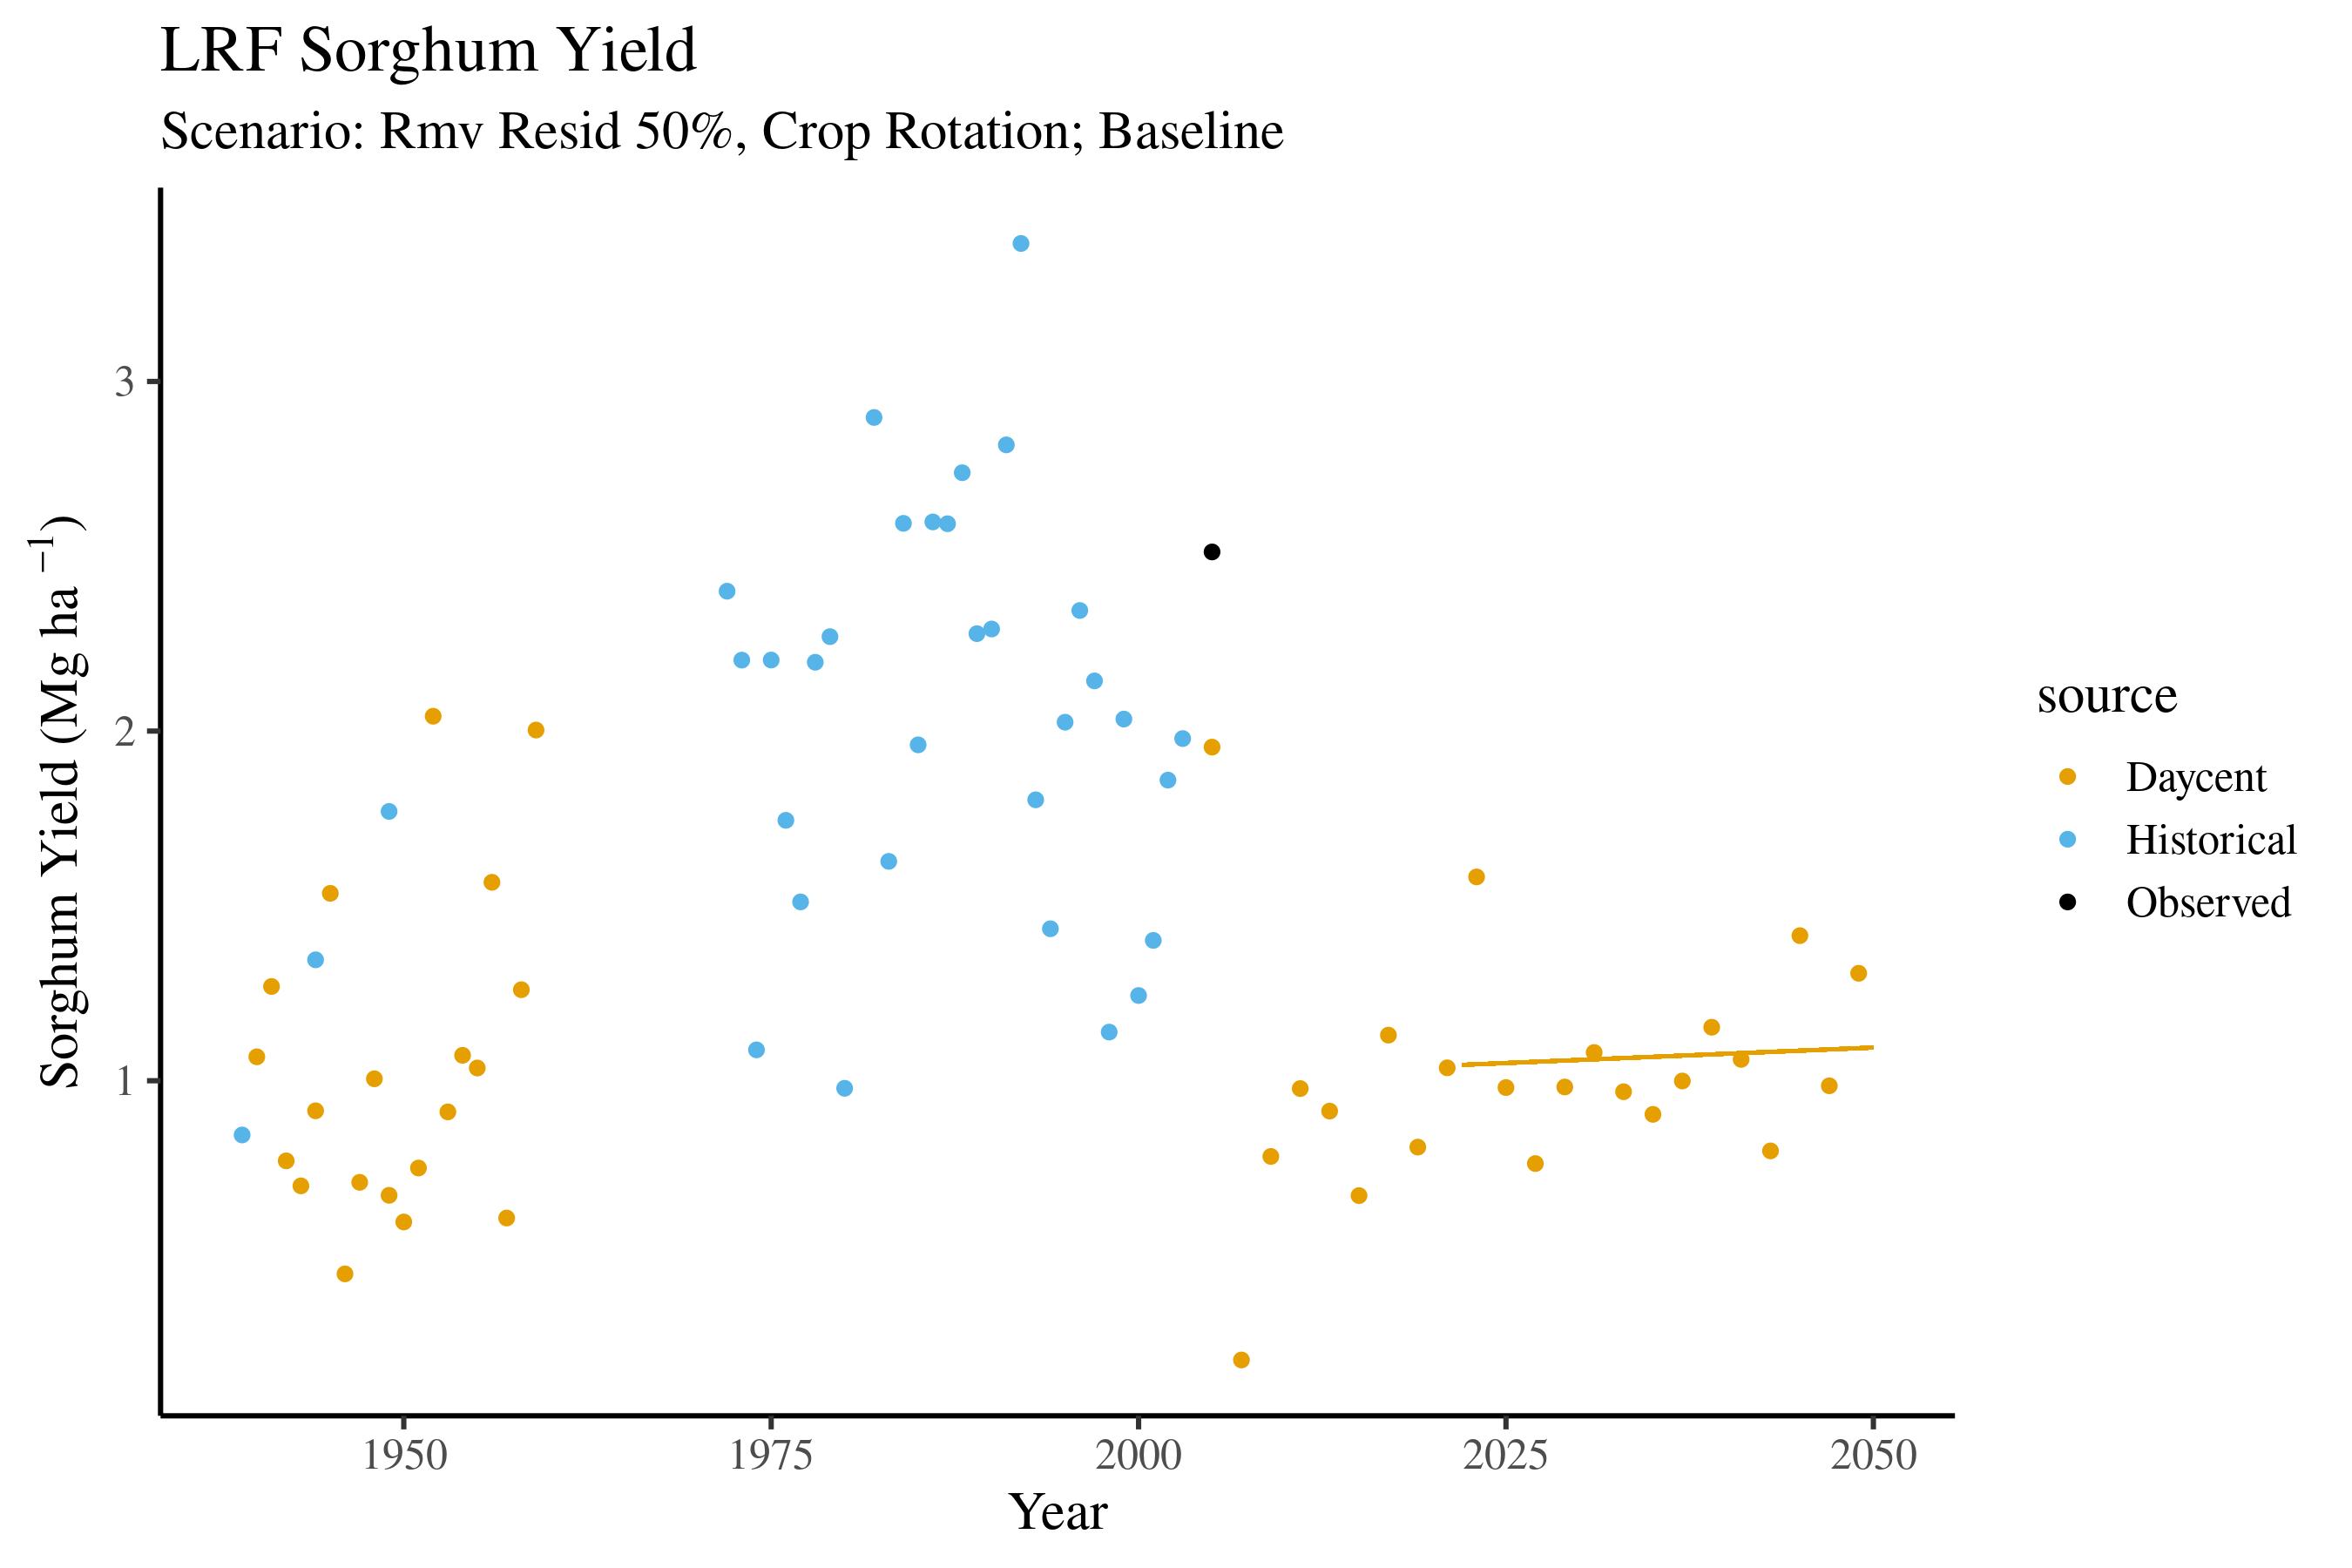 LRF Sorghum Yield
Scenario: Rmv Resid 50%, Crop Rotation; Baseline
Sorghum Yield (Mg ha⁻¹)
3
2
1
1950
1975
2000
2025
2050
Year
source
Daycent
Historical
Observed